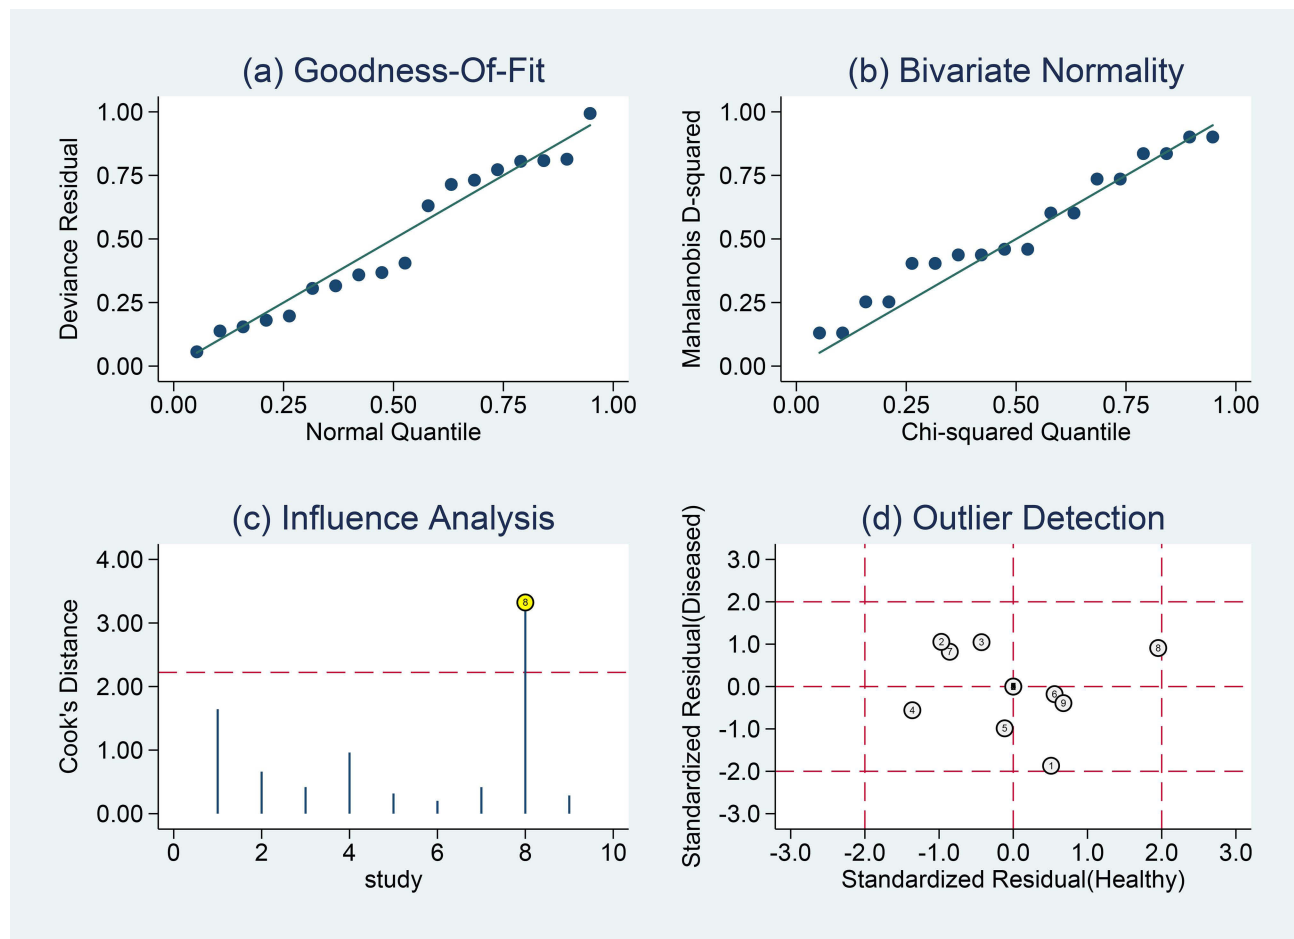 (a) Goodness-Of-Fit
Deviance Residual
1.00
0.75
0.50
0.25
0.00
0.00 0.25 0.50 0.75 1.00
Normal Quantile
(b) Bivariate Normality
Mahalanobis D-squared
1.00
0.75
0.50
0.25
0.00
0.00 0.25 0.50 0.75 1.00
Chi-squared Quantile
(c) Influence Analysis
Cook's Distance
4.00
3.00
2.00
1.00
0.00
8
0 2 4 6 8 10
study
(d) Outlier Detection
Standardized Residual(Diseased)
3.0
2.0
1.0
0.0
-1.0
-2.0
-3.0
2
7
3
8
6
9
4
5
1
-3.0 -2.0 -1.0 0.0 1.0 2.0 3.0
Standardized Residual(Healthy)